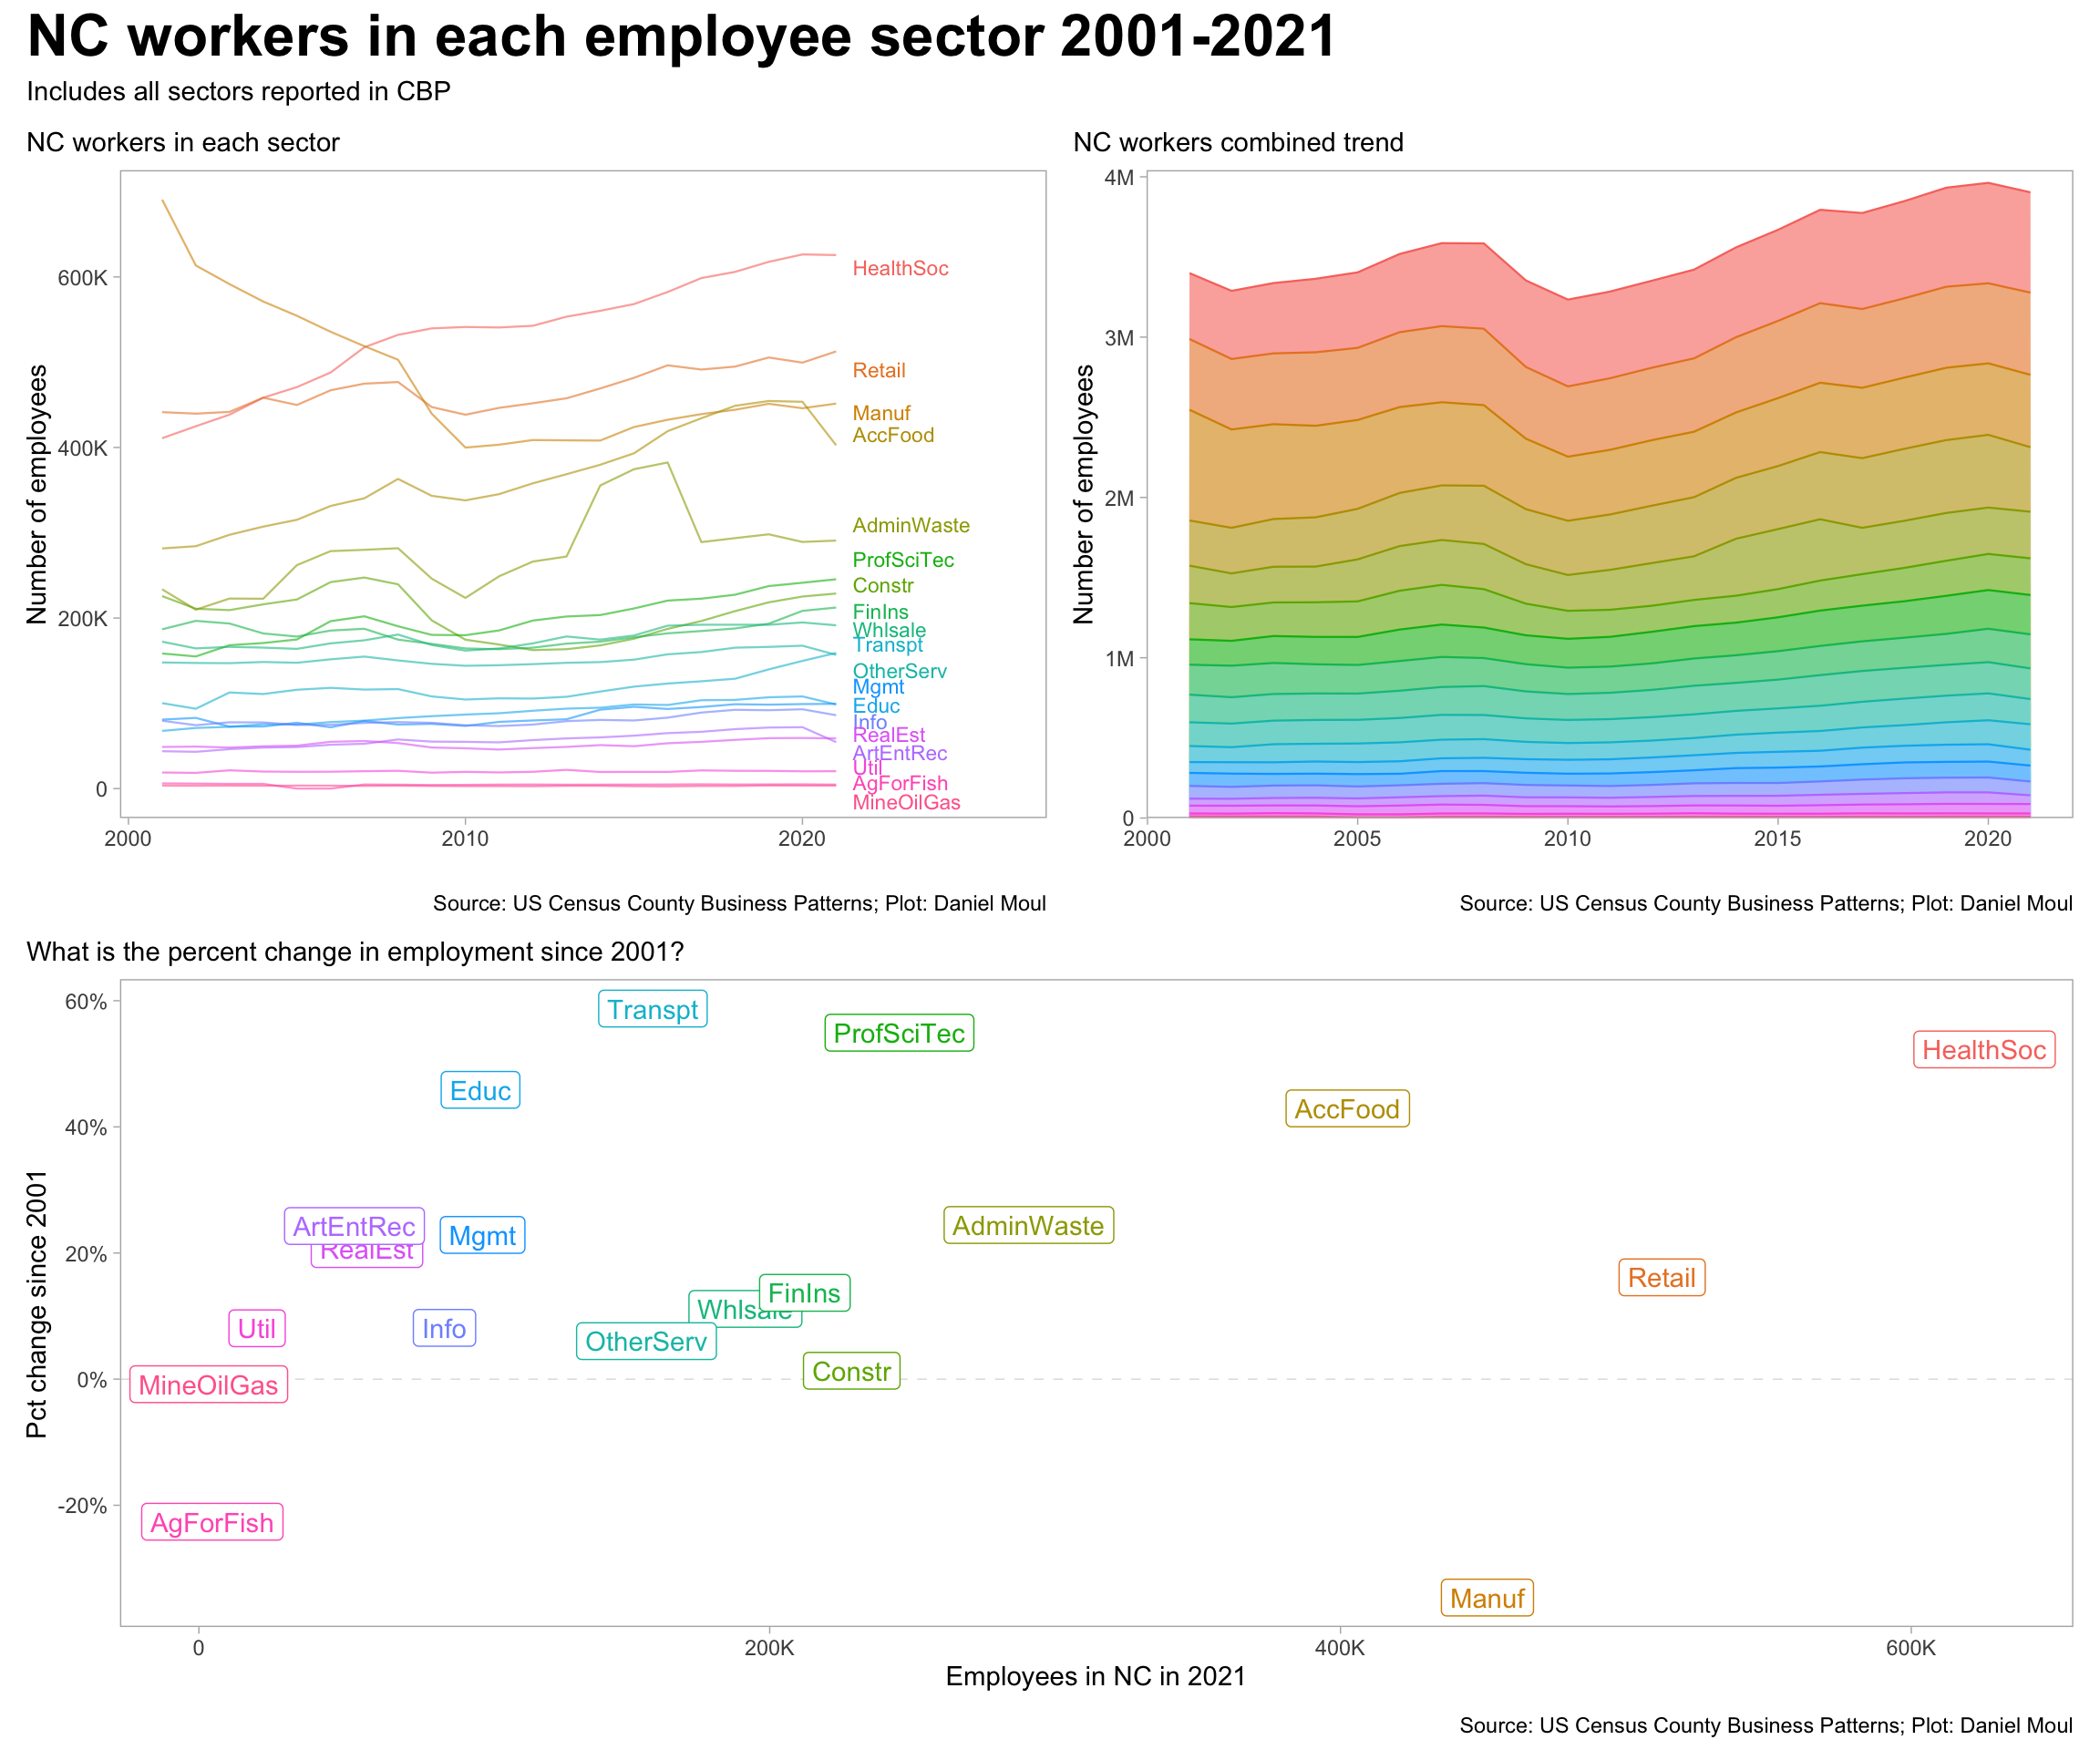 NC workers in each employee sector 2001-2021
Includes all sectors reported in CBP
NC workers in each sector
Number of employees
600K
400K
200K
0
2000
2010
2020
HealthSoc
Retail
Manuf
AccFood
AdminWaste
ProfSciTec
Constr
FinIns
Whlsale
Transpt
OtherServ
Mgmt
Educ
Info
RealEst
ArtEntRec
Util
AgForFish
MineOilGas
Source: US Census County Business Patterns; Plot: Daniel Moul
NC workers combined trend
Number of employees
4M
3M
2M
1M
0
2000
2005
2010
2015
2020
Source: US Census County Business Patterns; Plot: Daniel Moul
What is the percent change in employment since 2001?
Pct change since 2001
60%
40%
20%
0%
-20%
Transpt
ProfSciTec
HealthSoc
Educ
AccFood
ArtEntRec
RealEst
Mgmt
AdminWaste
Retail
FinIns
Whlsale
Util
Info
OtherServ
Constr
MineOilGas
AgForFish
Manuf
0
200K
400K
600K
Employees in NC in 2021
Source: US Census County Business Patterns; Plot: Daniel Moul